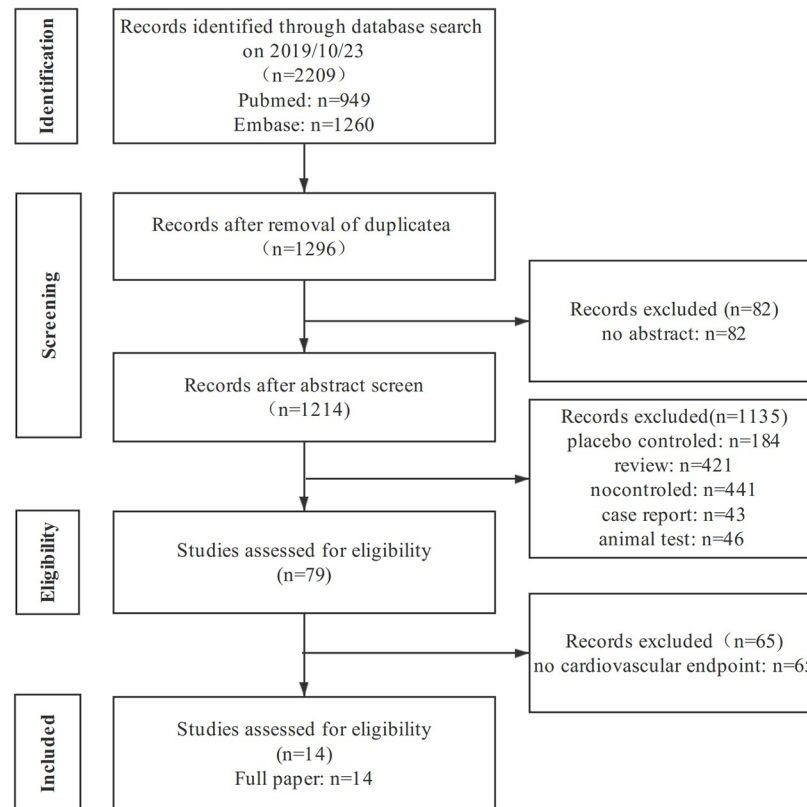 Identification
Records identified through database search
on 2019/10/23
（n=2209）
Pubmed: n=949
Embase: n=1260
Screening
Records after removal of duplicatea
（n=1296）
Records excluded (n=82)
no abstract: n=82
Records after abstract screen
（n=1214）
Records excluded(n=1135)
placebo controled: n=184
review: n=421
nocontroled: n=441
case report: n=43
animal test: n=46
Eligibility
Studies assessed for eligibility
(n=79)
Records excluded（n=65)
no cardiovascular endpoint: n=65
Included
Studies assessed for eligibility
(n=14)
Full paper: n=14